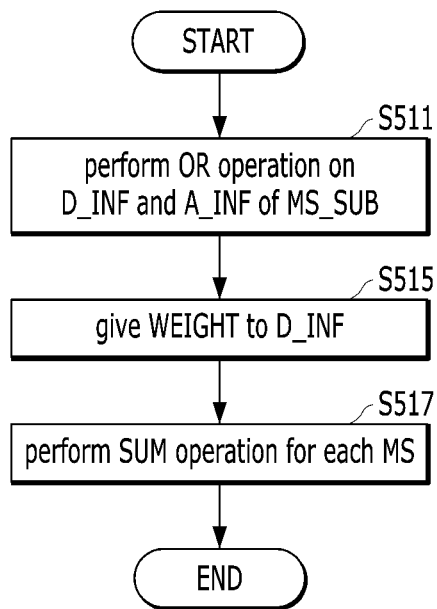 START
S511
perform OR operation on
D_INF and A_INF of MS_SUB
S515
give WEIGHT to D_INF
S517
perform SUM operation for each MS
END